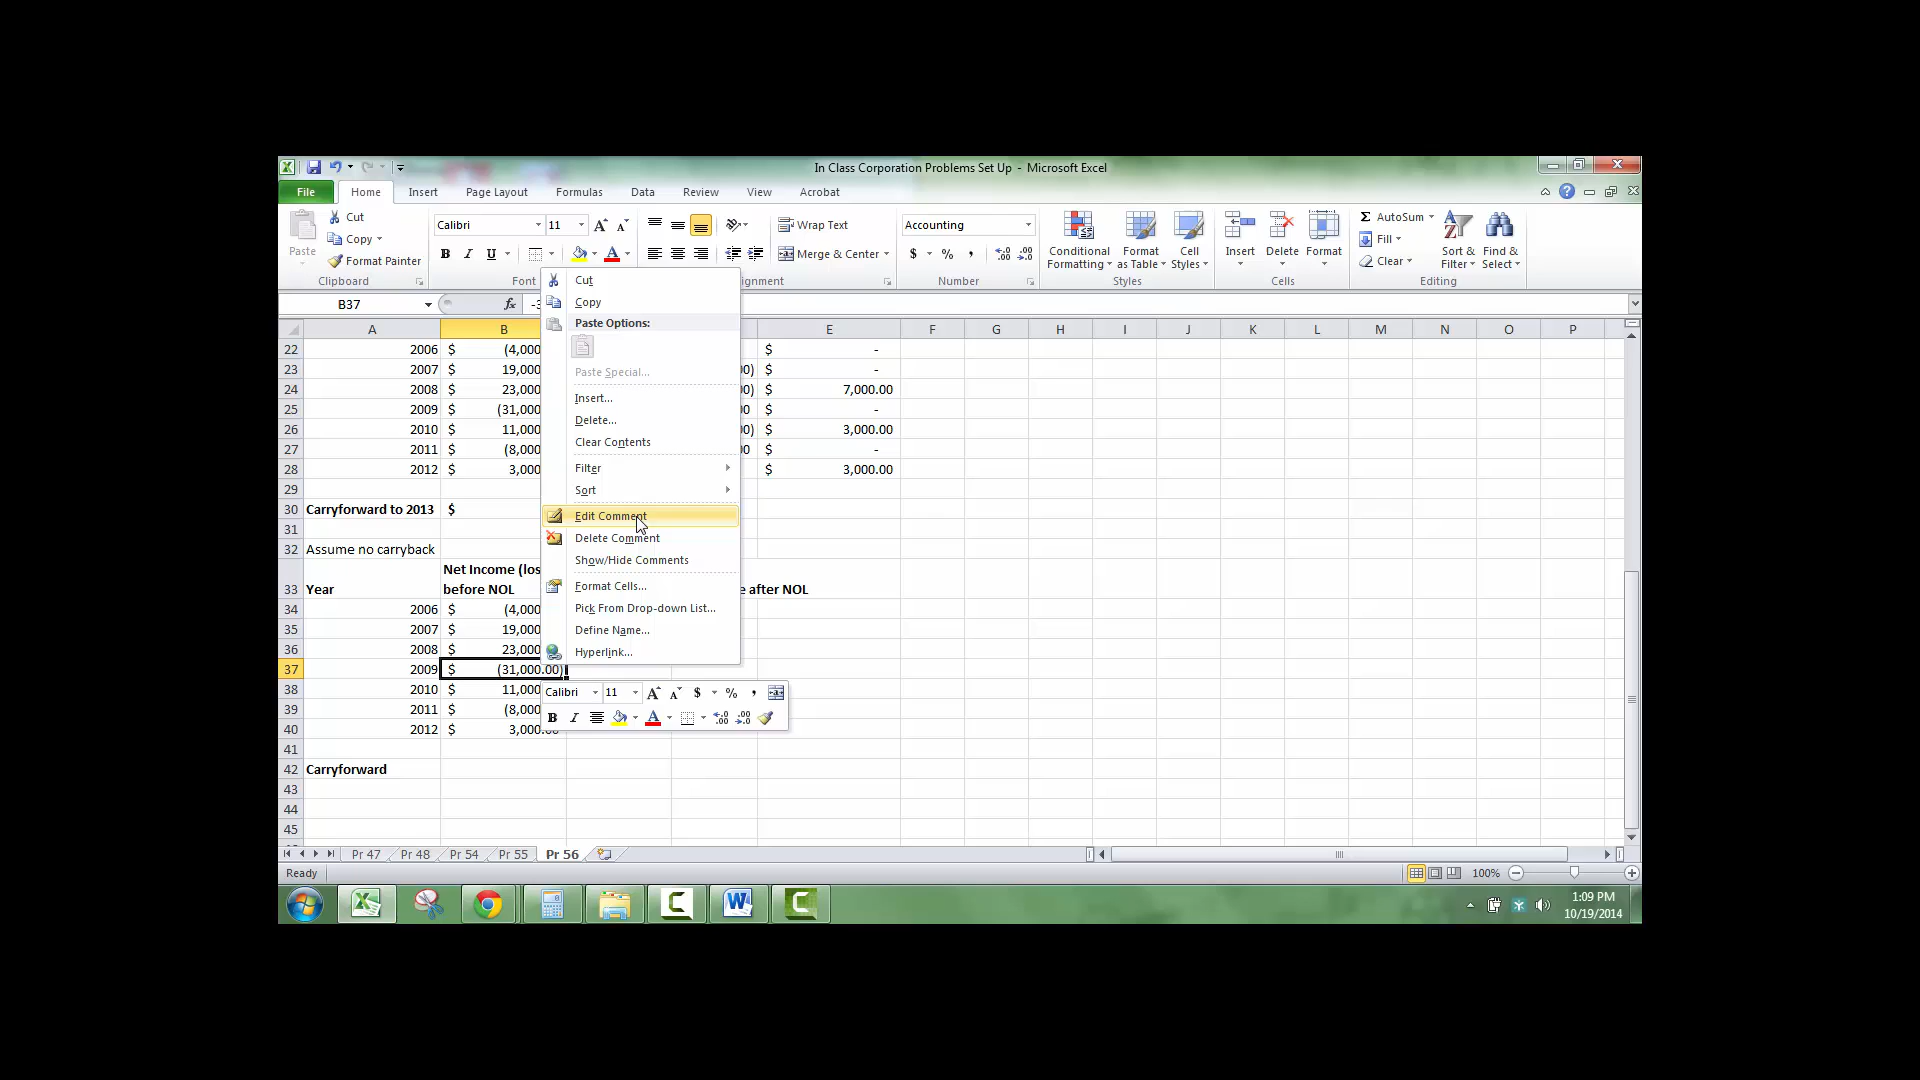 In Class Corporation Problems Set Up - Microsoft Excel
File Home Insert Page Layout Formulas Data Review View Acrobat
Cut
Copy
Format Painter
Paste
Clipboard
Calibri 11
B I U
Font
Wrap Text
Merge & Center
Accounting
$ % ,
Number
Conditional Formatting
Format as Table
Cell Styles
Styles
Insert Delete Format
Cells
AutoSum
Fill
Clear
Sort & Filter
Find & Select
Editing
B37 fx
A B E F G H I J K L M N O P
22 2006 $ (4,000 $ -
23 2007 $ 19,000 $ -
24 2008 $ 23,000 $ 7,000.00
25 2009 $ (31,000 $ -
26 2010 $ 11,000 $ 3,000.00
27 2011 $ (8,000 $ -
28 2012 $ 3,000 $ 3,000.00
29
30 Carryforward to 2013 $
31
32 Assume no carryback
Net Income (los
33 Year before NOL after NOL
34 2006 $ (4,000
35 2007 $ 19,000
36 2008 $ 23,000
37 2009 $ (31,000.00)
38 2010 $ 11,000
39 2011 $ (8,000
40 2012 $ 3,000.00
41
42 Carryforward
43
44
45
Cut
Copy
Paste Options:
Paste Special...
Insert...
Delete...
Clear Contents
Filter
Sort
Edit Comment
Delete Comment
Show/Hide Comments
Format Cells...
Pick From Drop-down List...
Define Name...
Hyperlink...
Calibri 11 $ % ,
B I
Pr 47 Pr 48 Pr 54 Pr 55 Pr 56
Ready
100%
1:09 PM
10/19/2014